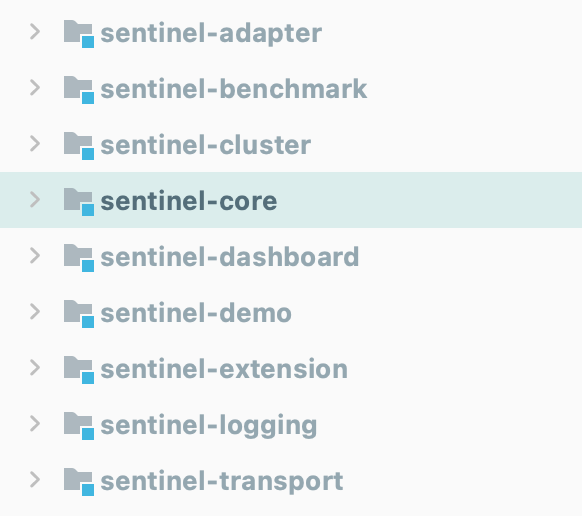 sentinel-adapter
sentinel-benchmark
sentinel-cluster
sentinel-core
sentinel-dashboard
sentinel-demo
sentinel-extension
sentinel-logging
sentinel-transport